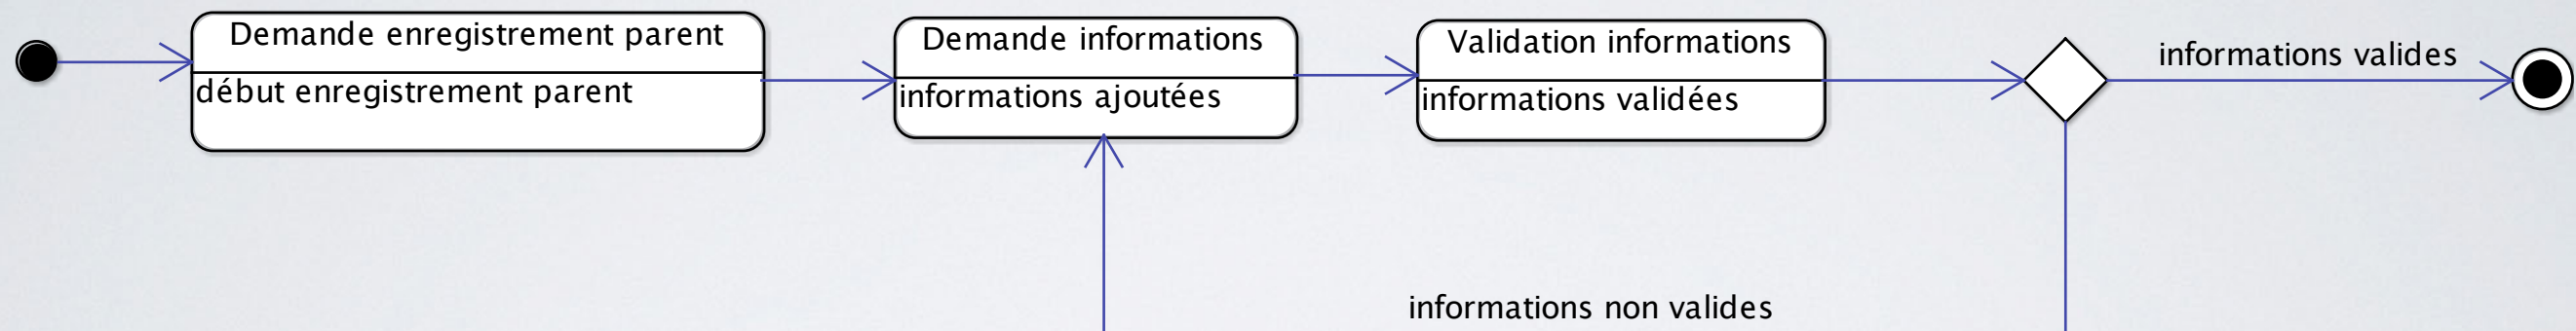 Demande enregistrement parent
début enregistrement parent
Demande informations
informations ajoutées
Validation informations
informations validées
informations valides
informations non valides